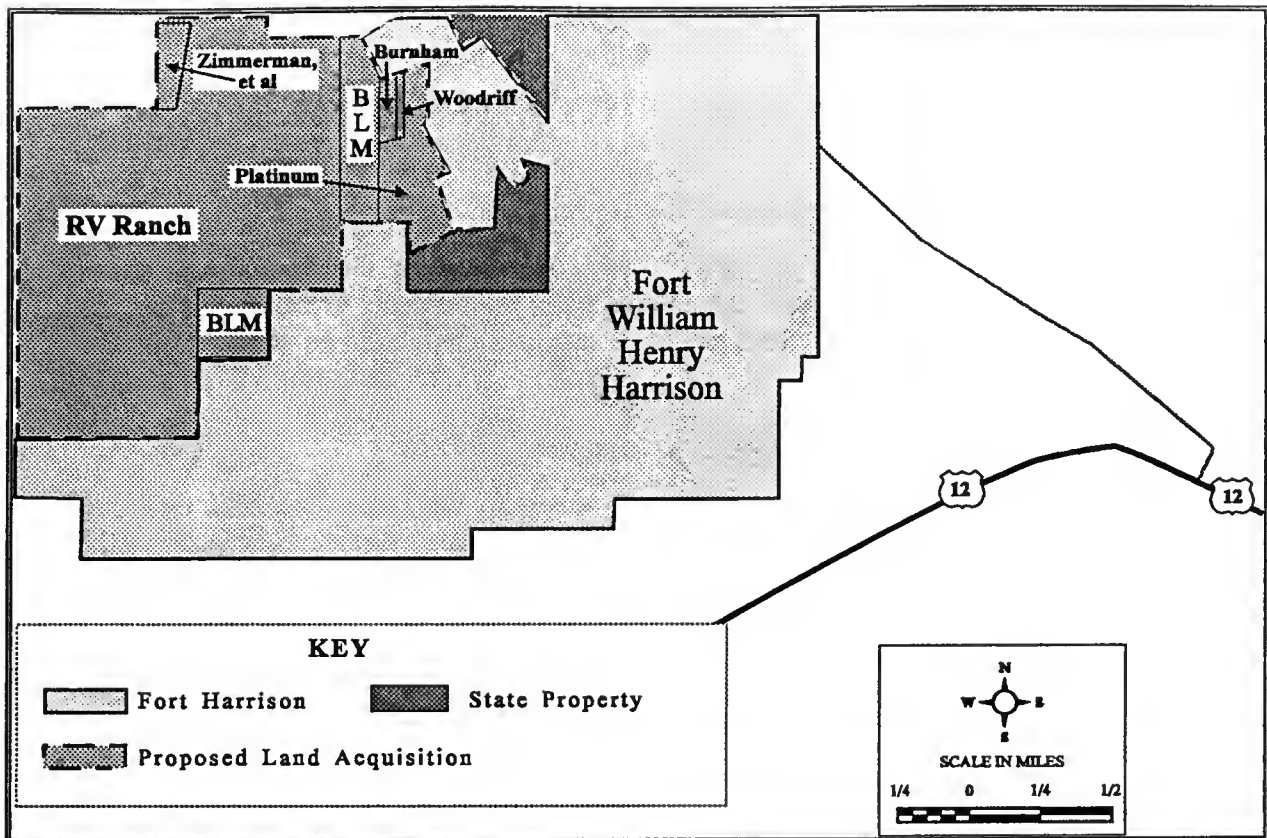 Zimmerman,
et al
Burnham
BLM
Woodriff
Platinum
RV Ranch
BLM
Fort
William
Henry
Harrison
12
12
KEY
Fort Harrison
State Property
Proposed Land Acquisition
N
W E
S
SCALE IN MILES
1/4 0 1/4 1/2